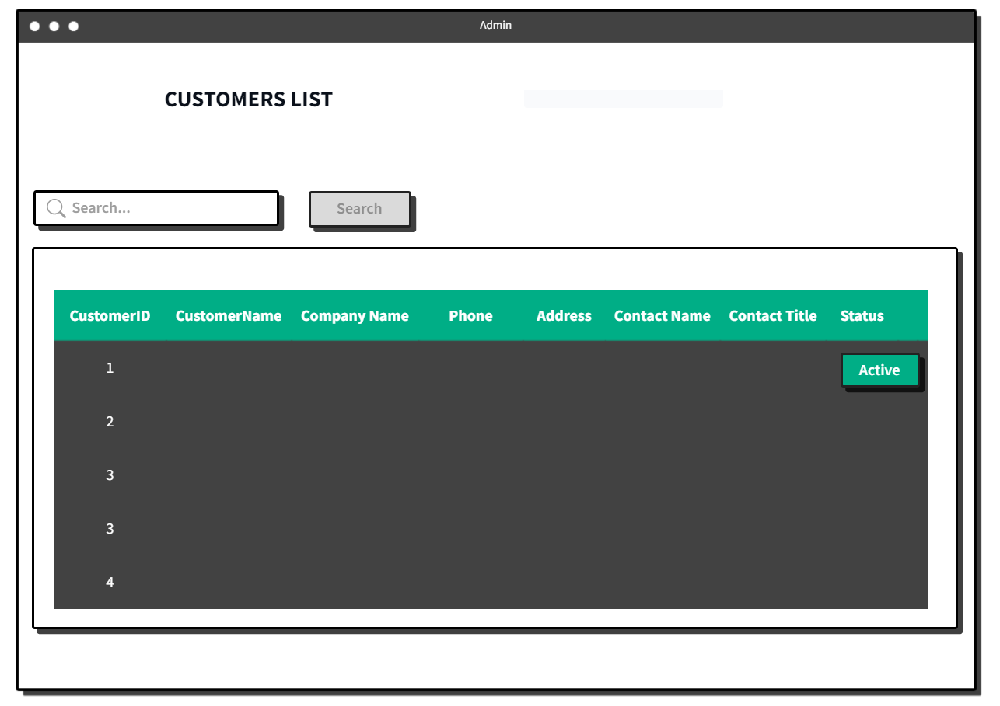 Admin
CUSTOMERS LIST
Search...
Search
CustomerID CustomerName Company Name Phone Address Contact Name Contact Title Status
1 Active
2
3
3
4